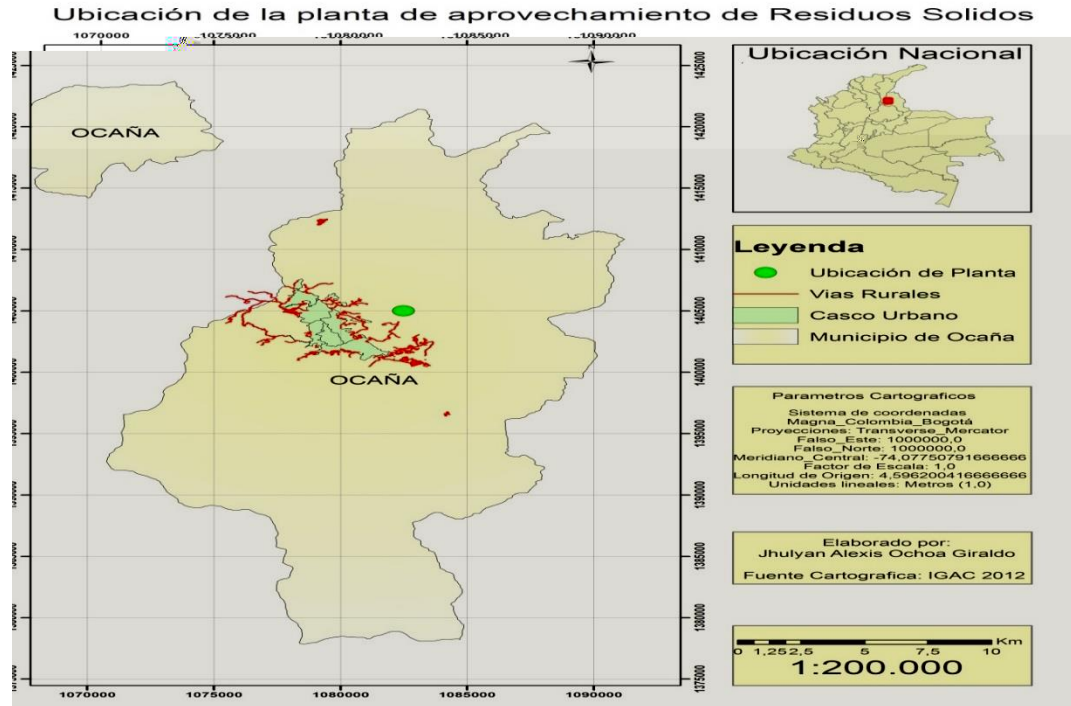 Ubicación de la planta de aprovechamiento de Residuos Solidos
1070000 1075000 1080000 1085000 1090000
Ubicación Nacional
1425000
1420000
1415000
1410000
1405000
1400000
1395000
1390000
1385000
1380000
1375000
OCAÑA
OCAÑA
Leyenda
Ubicación de Planta
Vias Rurales
Casco Urbano
Municipio de Ocaña
Parametros Cartograficos
Sistema de coordenadas
Magna_Colombia_Bogotá
Proyecciones: Transverse_Mercator
Falso_Este: 1000000,0
Falso_Norte: 1000000,0
Meridiano_Central: -74,07750791666666
Factor de Escala: 1,0
Longitud de Origen: 4,596200416666666
Unidades lineales: Metros (1,0)
Elaborado por:
Jhulyan Alexis Ochoa Giraldo
Fuente Cartografica: IGAC 2012
Km
0 1,25 2,5 5 7,5 10
1:200.000
1070000 1075000 1080000 1085000 1090000